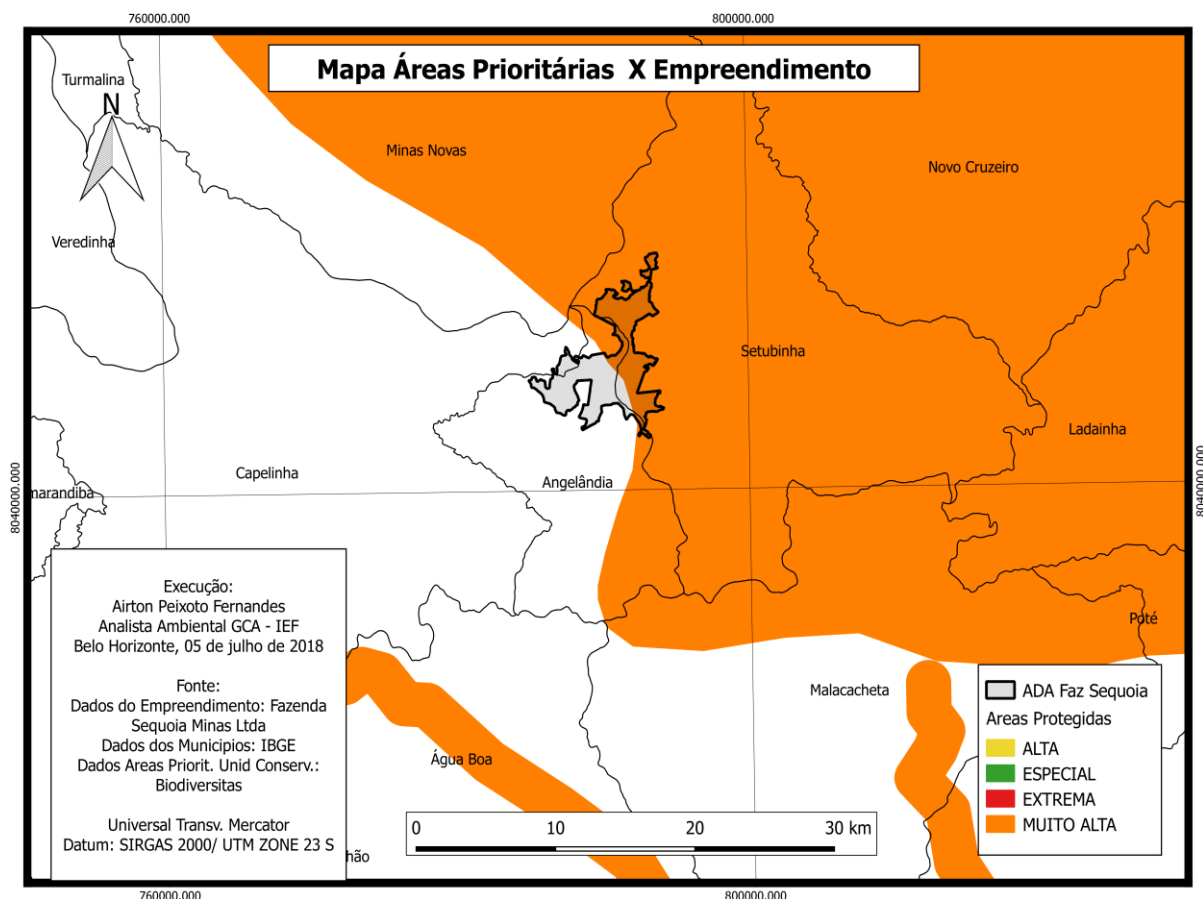 760000.000
800000.000
Mapa Áreas Prioritárias X Empreendimento
Turmalina
N
Minas Novas
Novo Cruzeiro
Veredinha
Setubinha
Ladainha
Capelinha
Angelândia
marandiba
8040000.000
8040000.000
Execução:
Airton Peixoto Fernandes
Analista Ambiental GCA - IEF
Belo Horizonte, 05 de julho de 2018
Fonte:
Dados do Empreendimento: Fazenda
Sequoia Minas Ltda
Dados dos Municipios: IBGE
Dados Areas Priorit. Unid Conserv.:
Biodiversitas
Universal Transv. Mercator
Datum: SIRGAS 2000/ UTM ZONE 23 S
hão
Poté
Malacacheta
Água Boa
ADA Faz Sequoia
Areas Protegidas
ALTA
ESPECIAL
EXTREMA
MUITO ALTA
0 10 20 30 km
760000.000
800000.000